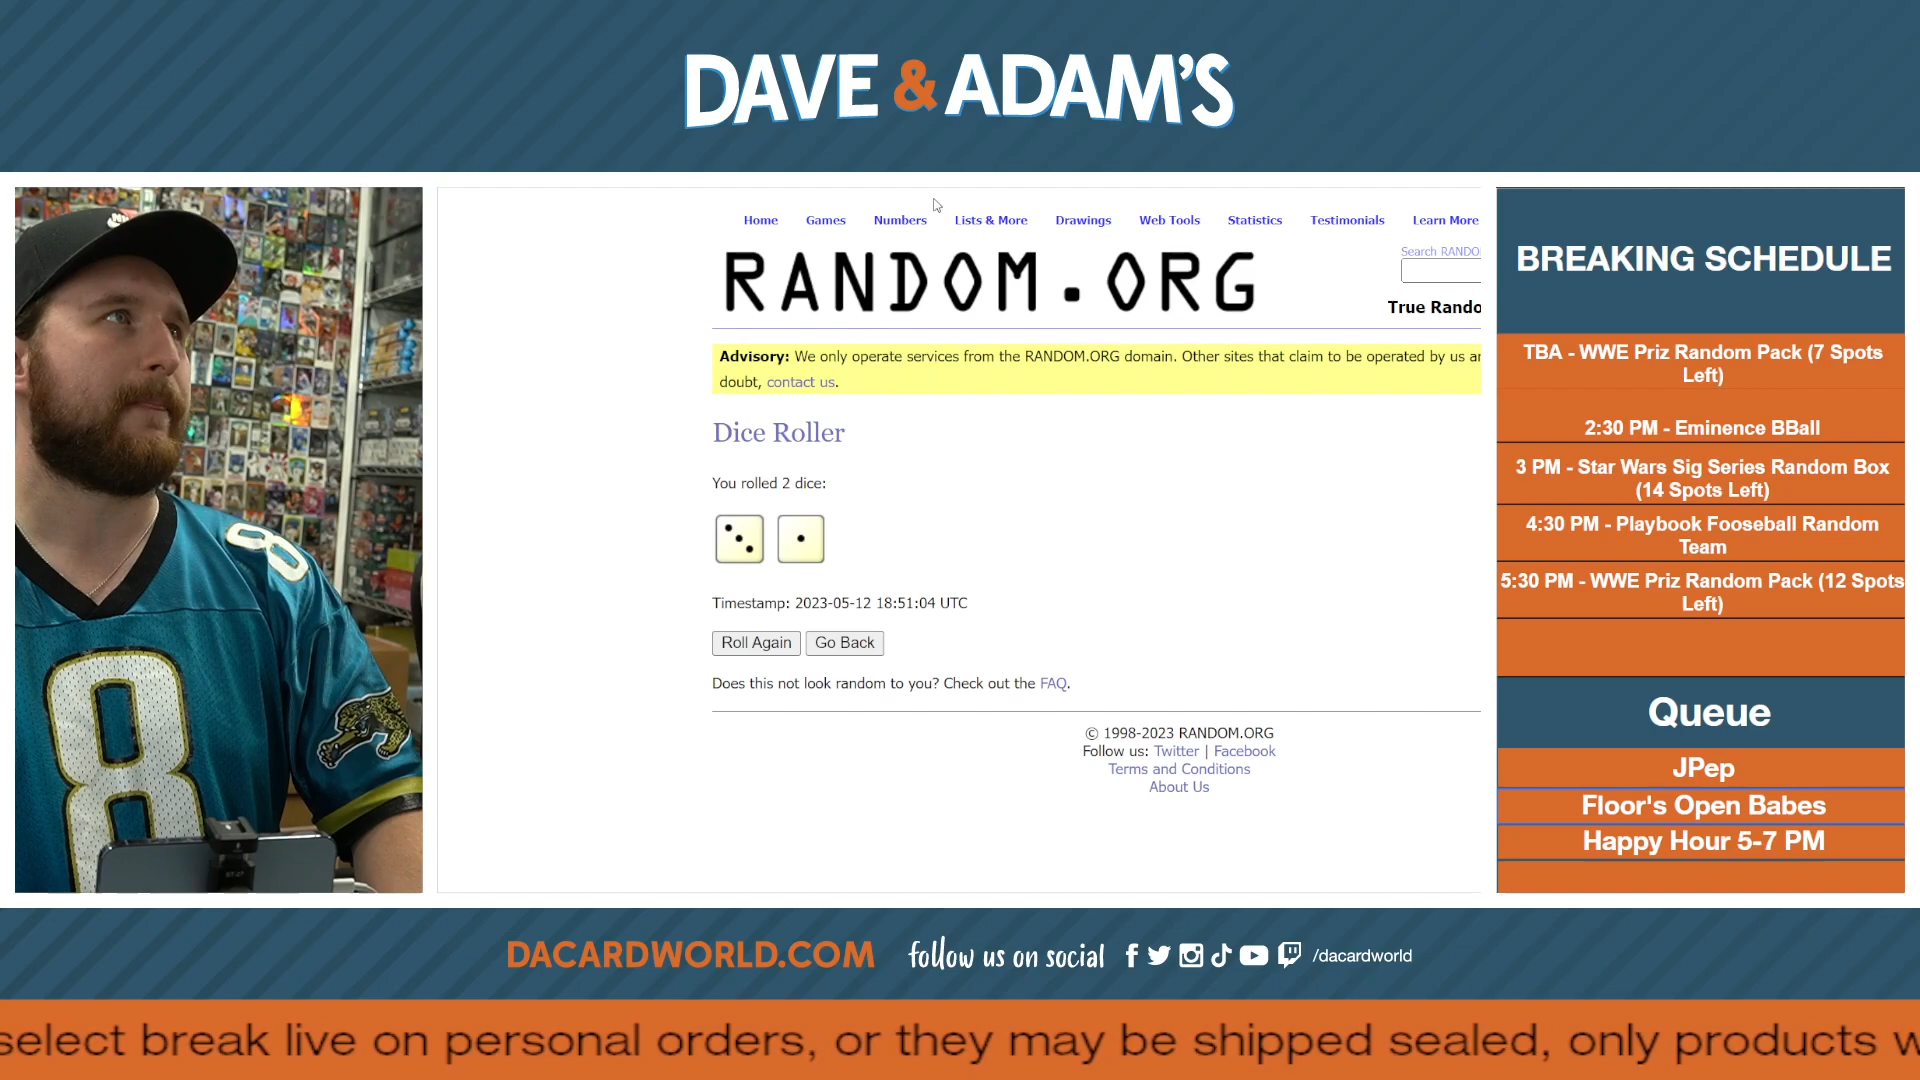 DAVE & ADAM'S
Home Games Numbers Lists & More Drawings Web Tools Statistics Testimonials Learn More
RANDOM.ORG
Search RANDO
True Rando
Advisory: We only operate services from the RANDOM.ORG domain. Other sites that claim to be operated by us ar
doubt, contact us.
Dice Roller
You rolled 2 dice:
Timestamp: 2023-05-12 18:51:04 UTC
Roll Again Go Back
Does this not look random to you? Check out the FAQ.
© 1998-2023 RANDOM.ORG
Follow us: Twitter | Facebook
Terms and Conditions
About Us
BREAKING SCHEDULE
TBA - WWE Priz Random Pack (7 Spots
Left)
2:30 PM - Eminence BBall
3 PM - Star Wars Sig Series Random Box
(14 Spots Left)
4:30 PM - Playbook Fooseball Random
Team
5:30 PM - WWE Priz Random Pack (12 Spots
Left)
Queue
JPep
Floor's Open Babes
Happy Hour 5-7 PM
8
8
DACARDWORLD.COM follow us on social /dacardworld
select break live on personal orders, or they may be shipped sealed, only products w